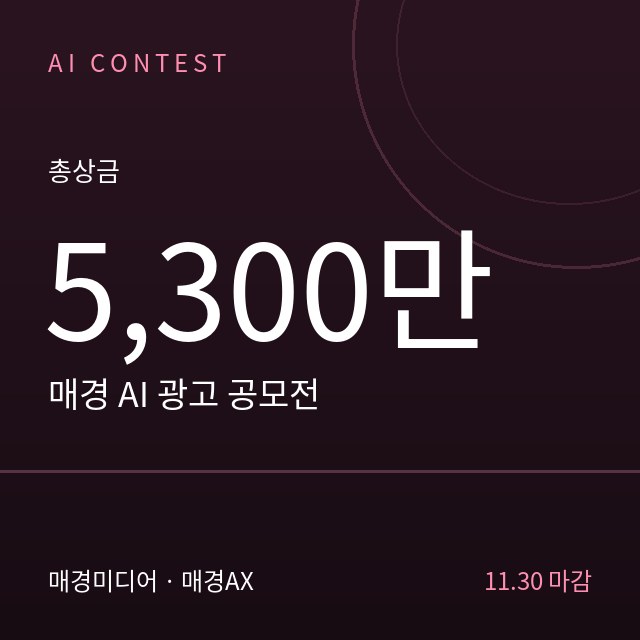 AI CONTEST
총상금
5,300만
매경 AI 광고 공모전
매경미디어 · 매경AX
11.30 마감